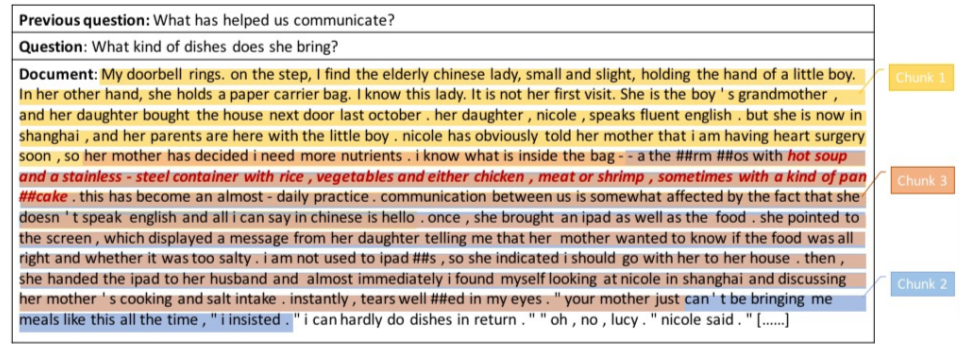 Previous question: What has helped us communicate?
Question: What kind of dishes does she bring?
Document: My doorbell rings. on the step, I find the elderly chinese lady, small and slight, holding the hand of a little boy.
In her other hand, she holds a paper carrier bag. I know this lady. It is not her first visit. She is the boy ' s grandmother ,
and her daughter bought the house next door last october . her daughter , nicole , speaks fluent english . but she is now in
shanghai , and her parents are here with the little boy . nicole has obviously told her mother that i am having heart surgery
soon , so her mother has decided i need more nutrients . i know what is inside the bag - - a the ##rm ##os with hot soup
and a stainless - steel container with rice , vegetables and either chicken , meat or shrimp , sometimes with a kind of pan
##cake . this has become an almost - daily practice . communication between us is somewhat affected by the fact that she
doesn ' t speak english and all i can say in chinese is hello . once , she brought an ipad as well as the food . she pointed to
the screen , which displayed a message from her daughter telling me that her mother wanted to know if the food was all
right and whether it was too salty . i am not used to ipad ##s , so she indicated i should go with her to her house . then ,
she handed the ipad to her husband and almost immediately i found myself looking at nicole in shanghai and discussing
her mother ' s cooking and salt intake . instantly , tears well ##ed in my eyes . " your mother just can ' t be bringing me
meals like this all the time , " i insisted . " i can hardly do dishes in return . " " oh , no , lucy . " nicole said . " [......]
Chunk 1
Chunk 3
Chunk 2